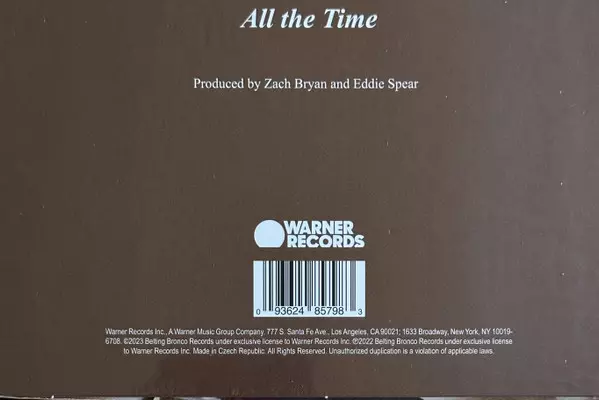 All the Time
Produced by Zach Bryan and Eddie Spear
WARNER
RECORDS
0 93624 85798 3
Warner Records Inc., A Warner Music Group Company. 777 S. Santa Fe Ave., Los Angeles, CA 90021; 1633 Broadway, New York, NY 10019-
6708. ©2023 Belting Bronco Records under exclusive license to Warner Records Inc. ℗2022 Belting Bronco Records under exclusive license
to Warner Records Inc. Made in Czech Republic. All Rights Reserved. Unauthorized duplication is a violation of applicable laws.